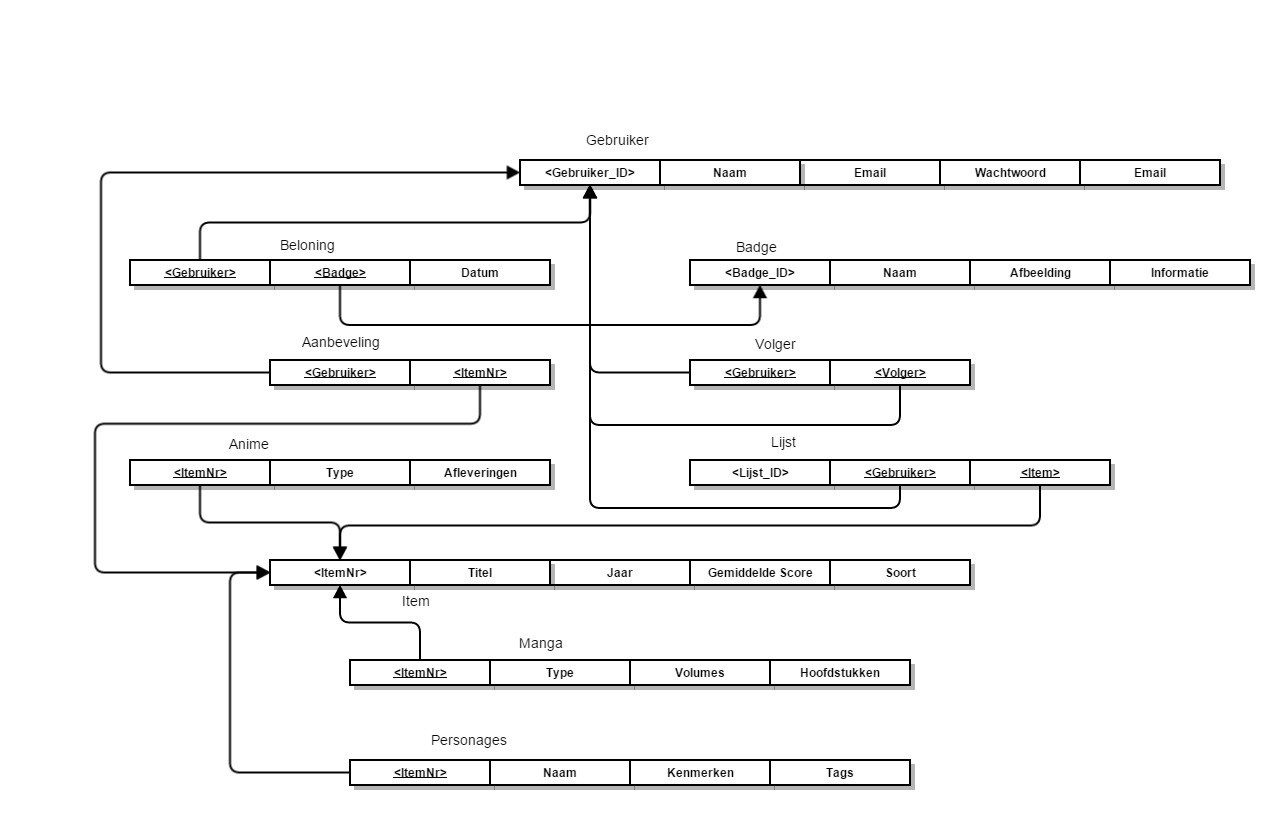 Gebruiker
<Gebruiker_ID> Naam Email Wachtwoord Email
Beloning
<Gebruiker> <Badge> Datum
Badge
<Badge_ID> Naam Afbeelding Informatie
Aanbeveling
<Gebruiker> <ItemNr>
Volger
<Gebruiker> <Volger>
Anime
<ItemNr> Type Afleveringen
Lijst
<Lijst_ID> <Gebruiker> <Item>
<ItemNr> Titel Jaar Gemiddelde Score Soort
Item
Manga
<ItemNr> Type Volumes Hoofdstukken
Personages
<ItemNr> Naam Kenmerken Tags